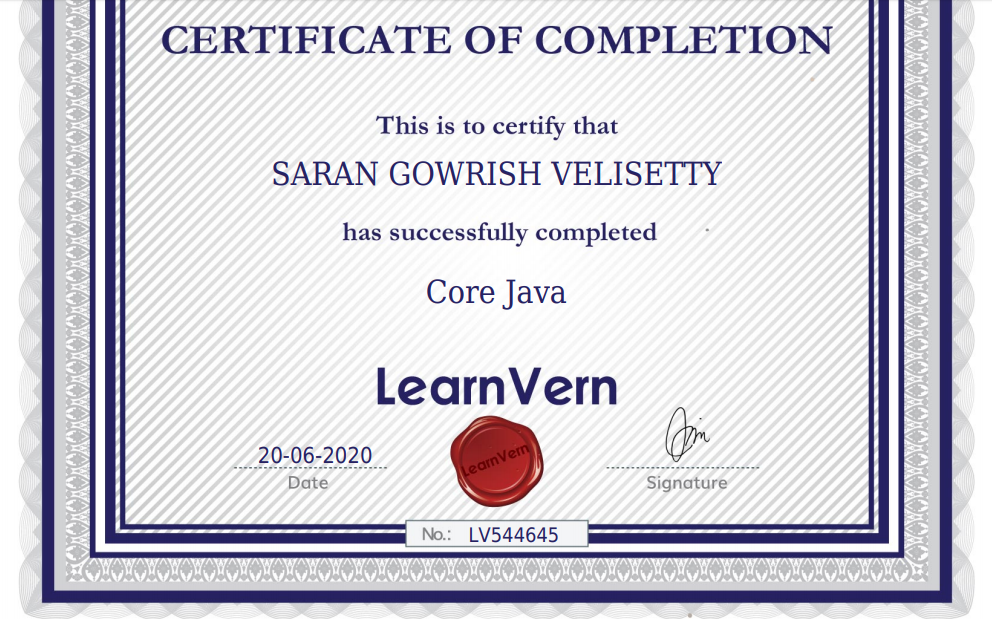 CERTIFICATE OF COMPLETION
This is to certify that
SARAN GOWRISH VELISETTY
has successfully completed
Core Java
LearnVern
20-06-2020
Date
LearnVern
Signature
No.: LV544645